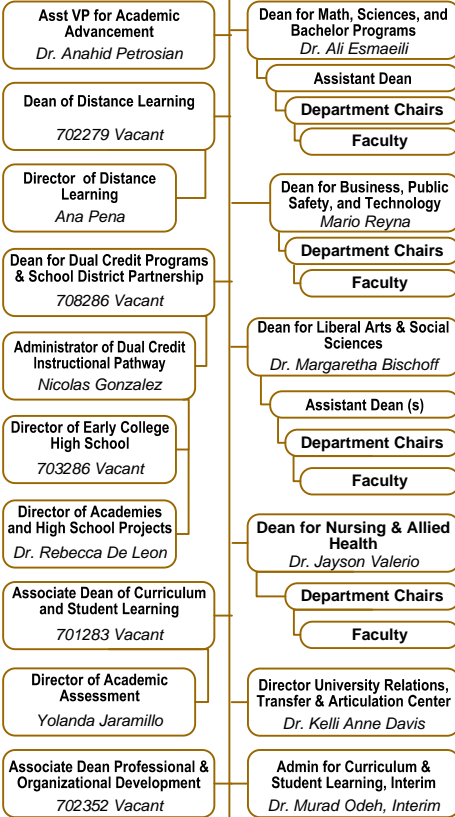 Asst VP for Academic
Advancement
Dr. Anahid Petrosian
Dean of Distance Learning
702279 Vacant
Director of Distance
Learning
Ana Pena
Dean for Dual Credit Programs
& School District Partnership
708286 Vacant
Administrator of Dual Credit
Instructional Pathway
Nicolas Gonzalez
Director of Early College
High School
703286 Vacant
Director of Academies
and High School Projects
Dr. Rebecca De Leon
Associate Dean of Curriculum
and Student Learning
701283 Vacant
Director of Academic
Assessment
Yolanda Jaramillo
Associate Dean Professional &
Organizational Development
702352 Vacant
Dean for Math, Sciences, and
Bachelor Programs
Dr. Ali Esmaeili
Assistant Dean
Department Chairs
Faculty
Dean for Business, Public
Safety, and Technology
Mario Reyna
Department Chairs
Faculty
Dean for Liberal Arts & Social
Sciences
Dr. Margaretha Bischoff
Assistant Dean (s)
Department Chairs
Faculty
Dean for Nursing & Allied
Health
Dr. Jayson Valerio
Department Chairs
Faculty
Director University Relations,
Transfer & Articulation Center
Dr. Kelli Anne Davis
Admin for Curriculum &
Student Learning, Interim
Dr. Murad Odeh, Interim